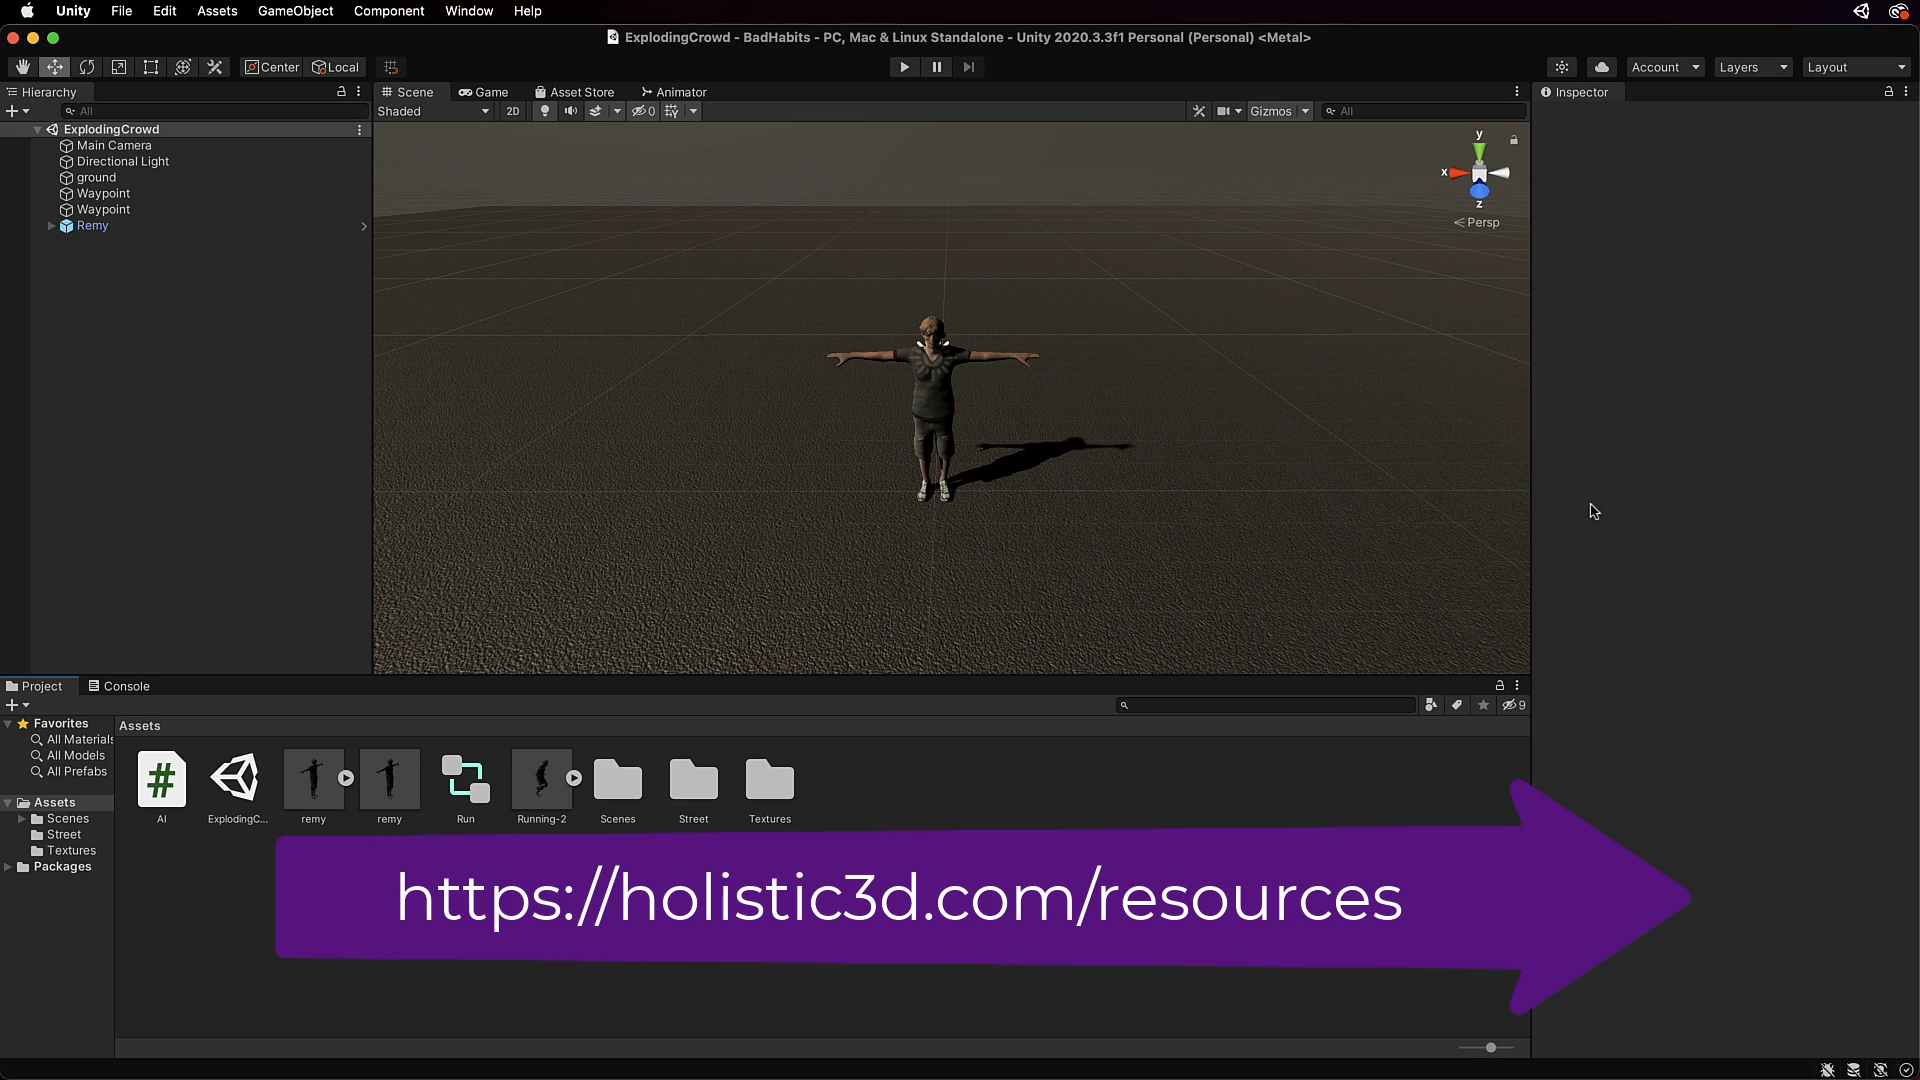 Unity File Edit Assets GameObject Component Window Help
ExplodingCrowd - BadHabits - PC, Mac & Linux Standalone - Unity 2020.3.3f1 Personal (Personal) <Metal>
Center Local Account Layers Layout
Hierarchy Scene Game Asset Store Animator Inspector
All Shaded 2D 0 Gizmos All
ExplodingCrowd
Main Camera
Directional Light
ground
Waypoint
Waypoint
Remy
y
x
z
Persp
Project Console
9
Favorites
All Materials
All Models
All Prefabs
Assets
Scenes
Street
Textures
Packages
Assets
#
AI ExplodingC... remy remy Run Running-2 Scenes Street Textures
https://holistic3d.com/resources